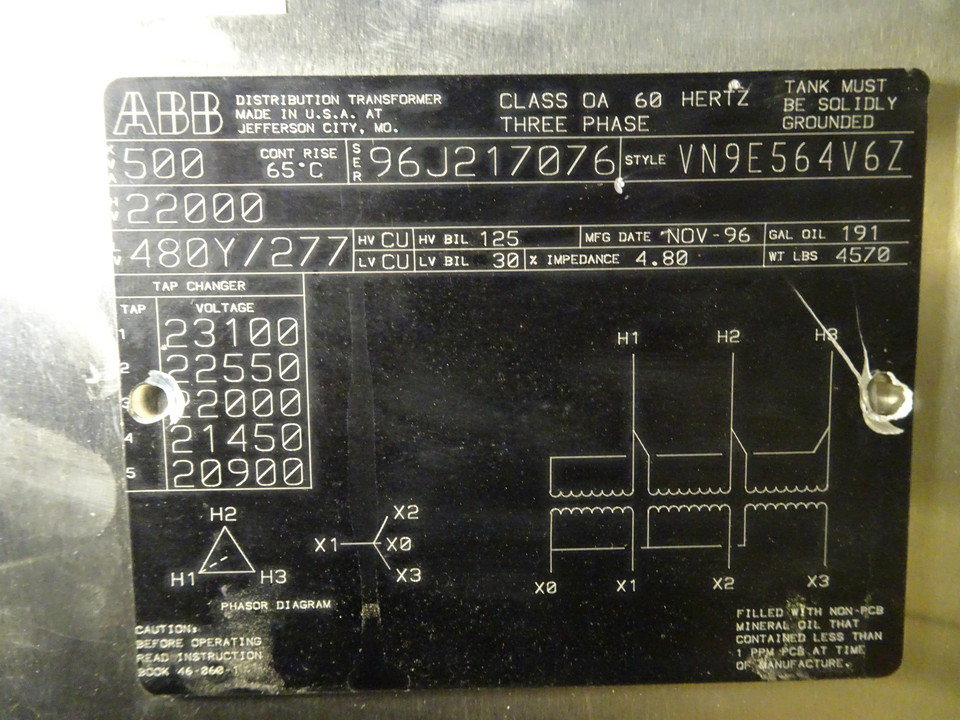 ABB
DISTRIBUTION TRANSFORMER
MADE IN U.S.A. AT
JEFFERSON CITY, MO.
CLASS OA 60 HERTZ
THREE PHASE
TANK MUST
BE SOLIDLY
GROUNDED
500
CONT RISE
65°C
SER 96J217076
STYLE VN9E564V6Z
22000
480Y/277
HV CU HV BIL 125 MFG DATE NOV-96 GAL OIL 191
LV CU LV BIL 30 % IMPEDANCE 4.80 WT LBS 4570
TAP CHANGER
TAP VOLTAGE
1 23100
2 22550
3 22000
4 21450
5 20900
H1 H2 H3
X0 X1 X2 X3
H2
H1 H3
X2
X1 X0
X3
PHASOR DIAGRAM
CAUTION:
BEFORE OPERATING
READ INSTRUCTION
BOOK 46-060-1
FILLED WITH NON-PCB
MINERAL OIL THAT
CONTAINED LESS THAN
1 PPM PCB AT TIME
OF MANUFACTURE.